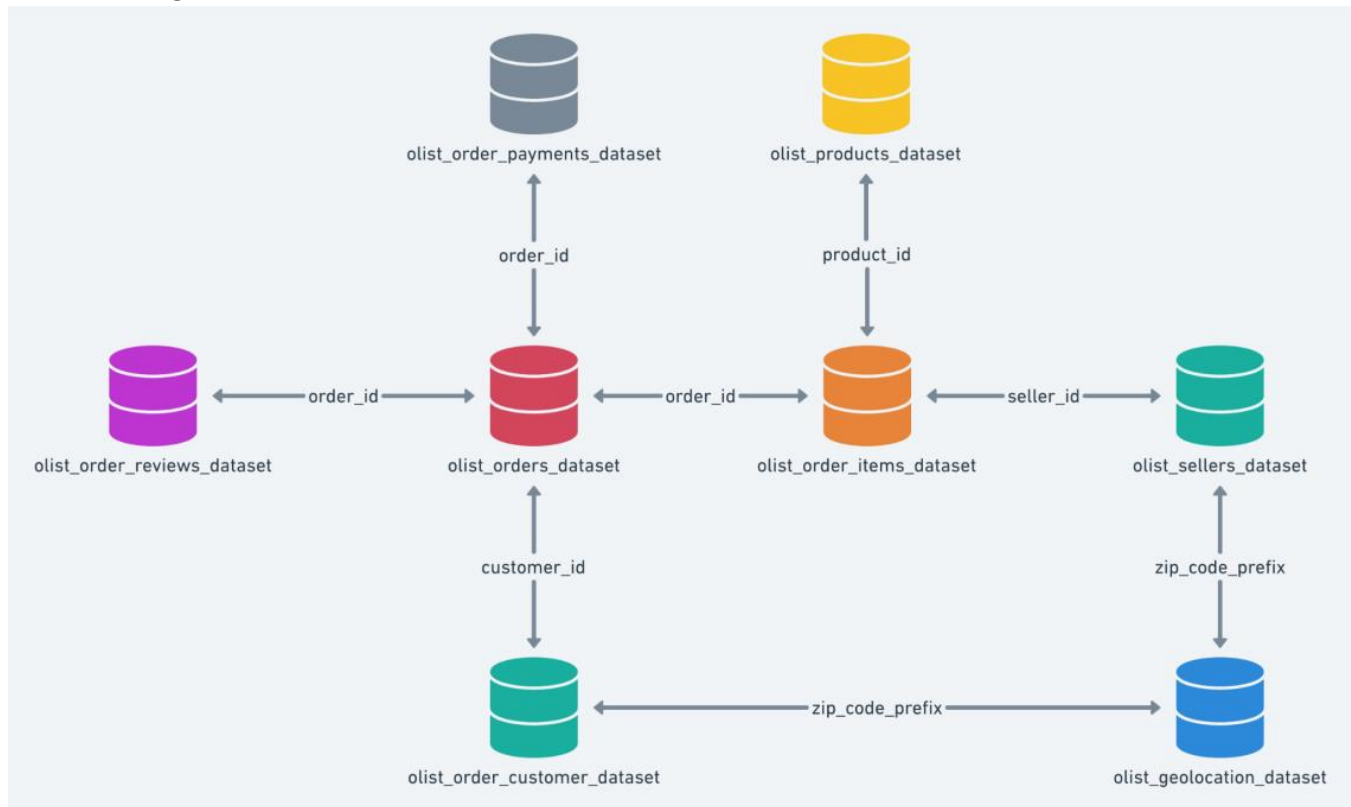 olist_order_payments_dataset
olist_products_dataset
order_id
product_id
order_id
order_id
seller_id
olist_order_reviews_dataset
olist_orders_dataset
olist_order_items_dataset
olist_sellers_dataset
customer_id
zip_code_prefix
zip_code_prefix
olist_order_customer_dataset
olist_geolocation_dataset